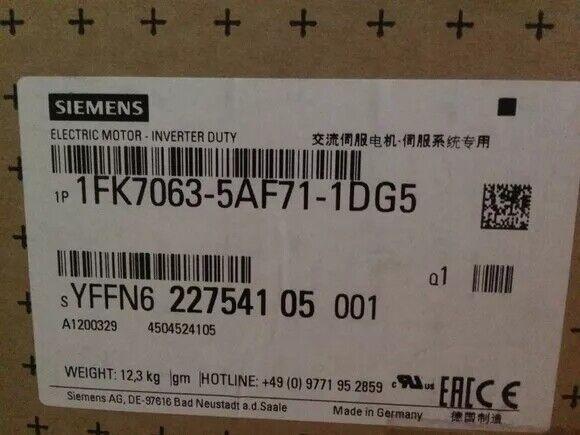 SIEMENS
ELECTRIC MOTOR - INVERTER DUTY 交流伺服电机-伺服系统专用
1P 1FK7063-5AF71-1DG5
Q1
S YFFN6 227541 05 001
A1200329 4504524105
WEIGHT: 12,3 kg gm HOTLINE: +49 (0) 9771 95 2859 c UR us EAC CE
Siemens AG, DE-97616 Bad Neustadt a.d.Saale Made in Germany 德国制造